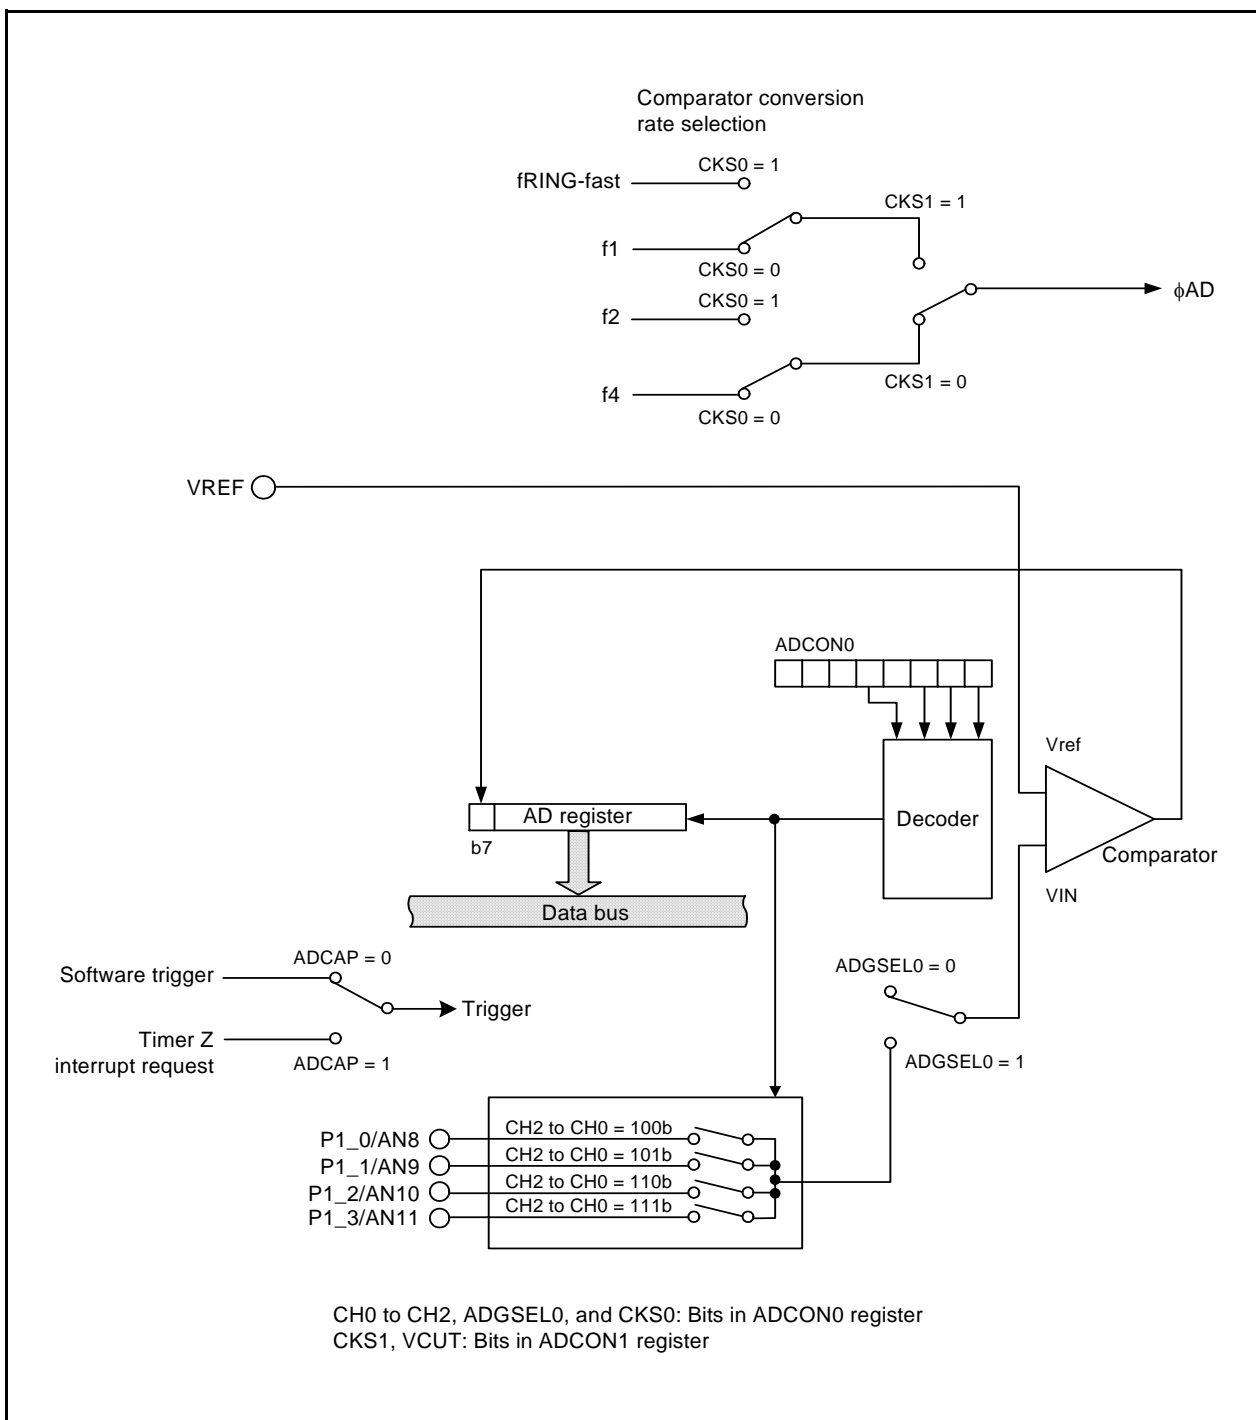 Comparator conversion
rate selection
CKS0 = 1
fRING-fast
CKS1 = 1
f1
CKS0 = 0
CKS0 = 1
φAD
f2
CKS1 = 0
f4
CKS0 = 0
VREF
ADCON0
Vref
AD register
Decoder
b7
Comparator
VIN
Data bus
ADCAP = 0
Software trigger
ADGSEL0 = 0
Trigger
Timer Z
interrupt request
ADCAP = 1
ADGSEL0 = 1
P1_0/AN8
CH2 to CH0 = 100b
P1_1/AN9
CH2 to CH0 = 101b
P1_2/AN10
CH2 to CH0 = 110b
P1_3/AN11
CH2 to CH0 = 111b
CH0 to CH2, ADGSEL0, and CKS0: Bits in ADCON0 register
CKS1, VCUT: Bits in ADCON1 register